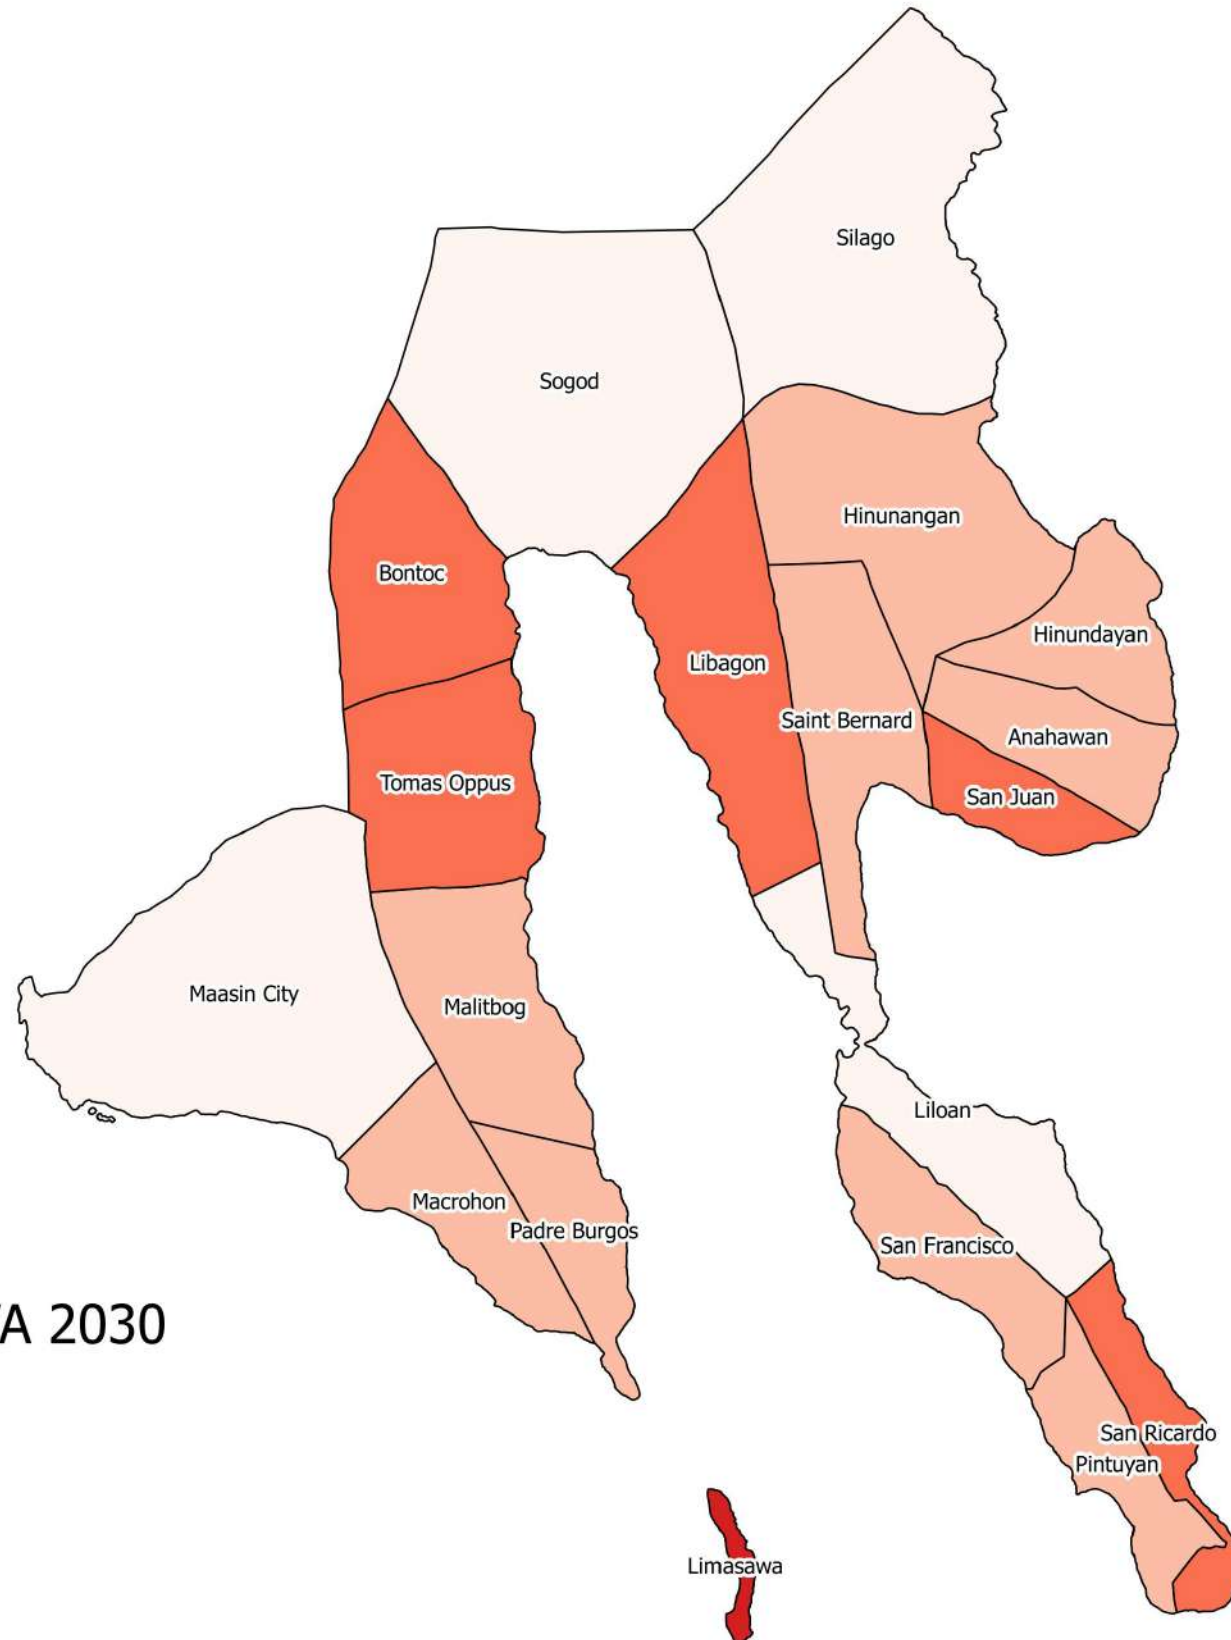 Silago
Sogod
Hinunangan
Bontoc
Hinundayan
Libagon
Saint Bernard
Anahawan
Tomas Oppus
San Juan
Maasin City
Malitbog
Liloan
Macrohon
Padre Burgos
San Francisco
2030
San Ricardo
Pintuyan
Limasawa